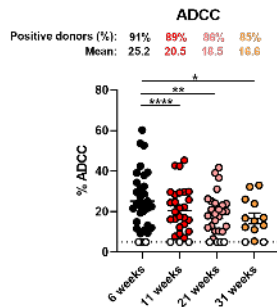 ADCC
Positive donors (%): 91% 89% 86% 85%
Mean: 25.2 20.5 18.5 16.6
*
**
****
80
60
40
20
0
% ADCC
6 weeks
11 weeks
21 weeks
31 weeks